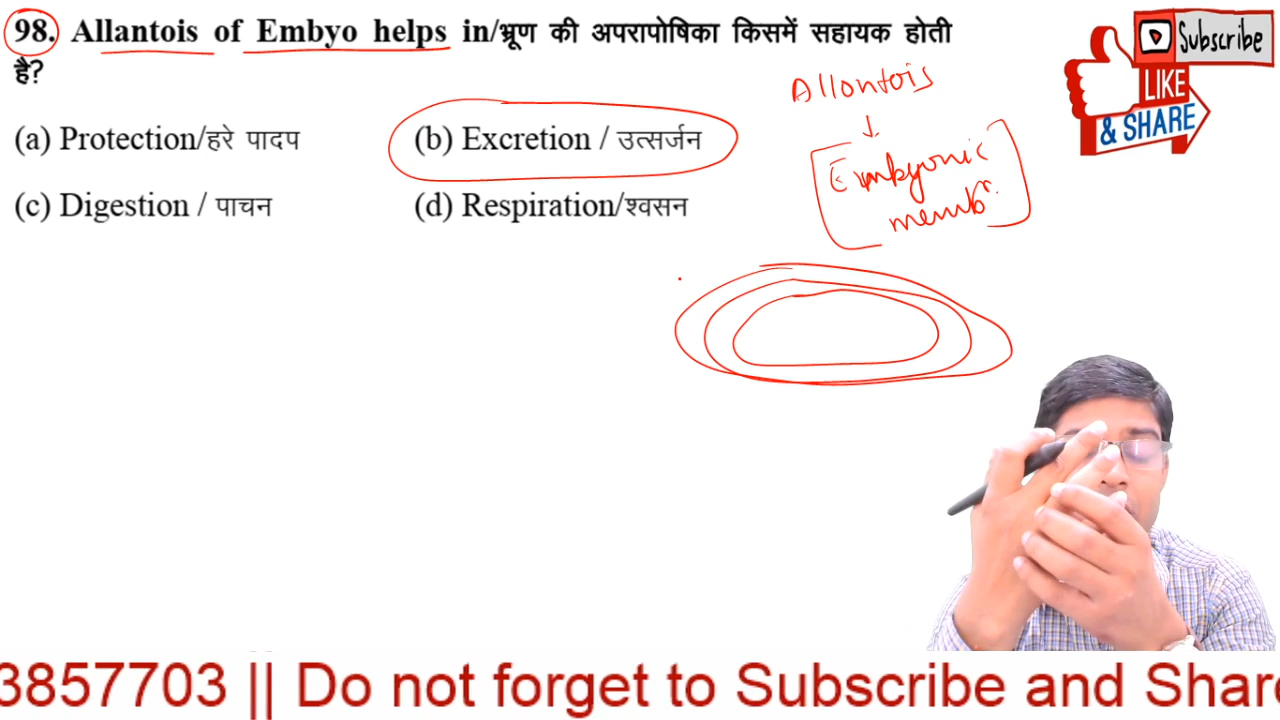 98. Allantois of Embyo helps in/भ्रूण की अपरापोषिका किसमें सहायक होती
है?
(a) Protection/हरे पादप
(b) Excretion / उत्सर्जन
(c) Digestion / पाचन
(d) Respiration/श्वसन
Allontois
Embyonic
membr.
Subscribe
LIKE
& SHARE
3857703 || Do not forget to Subscribe and Share